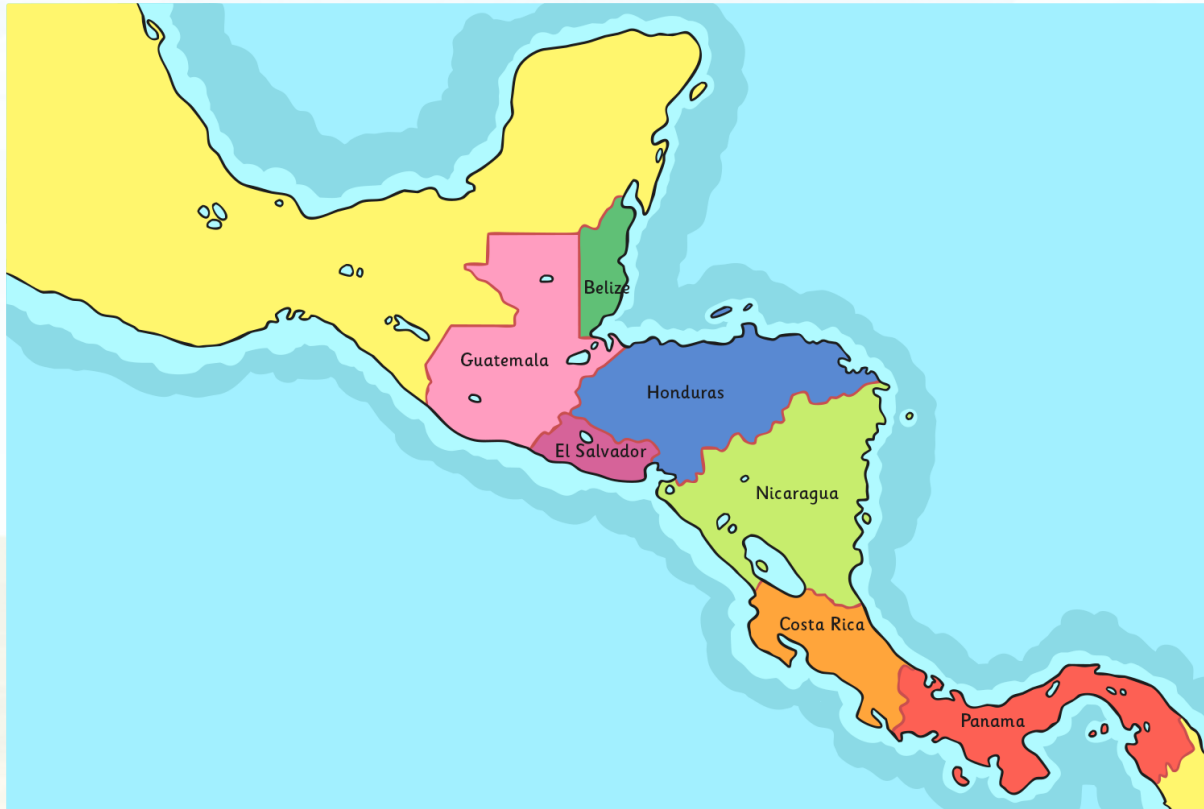 Belize
Guatemala
Honduras
El Salvador
Nicaragua
Costa Rica
Panama